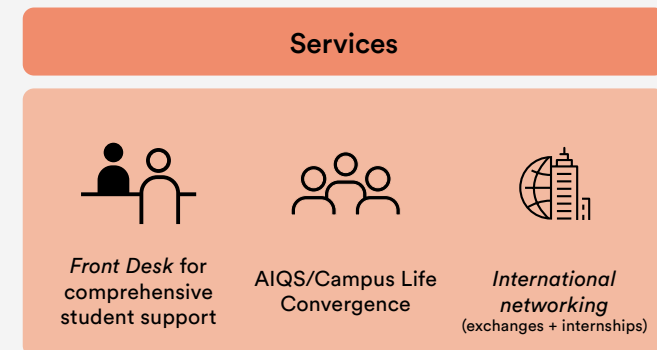 Services
Front Desk for
comprehensive
student support
AIQS/Campus Life
Convergence
International
networking
(exchanges + internships)